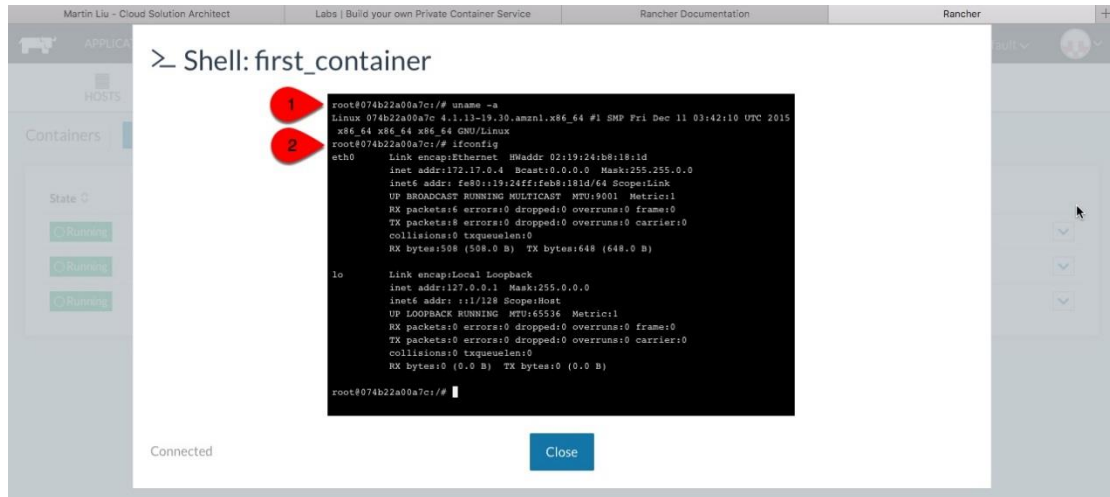 Martin Liu - Cloud Solution Architect
Labs | Build your own Private Container Service
Rancher Documentation
Rancher
+
APPLICA
fault
HOSTS
Containers
State
Running
Running
Running
>_ Shell: first_container
1
2
root@074b22a00a7c:/# uname -a
Linux 074b22a00a7c 4.1.13-19.30.amzn1.x86_64 #1 SMP Fri Dec 11 03:42:10 UTC 2015
x86_64 x86_64 x86_64 GNU/Linux
root@074b22a00a7c:/# ifconfig
eth0 Link encap:Ethernet HWaddr 02:19:24:b8:18:1d
inet addr:172.17.0.4 Bcast:0.0.0.0 Mask:255.255.0.0
inet6 addr: fe80::19:24ff:feb8:181d/64 Scope:Link
UP BROADCAST RUNNING MULTICAST MTU:9001 Metric:1
RX packets:6 errors:0 dropped:0 overruns:0 frame:0
TX packets:8 errors:0 dropped:0 overruns:0 carrier:0
collisions:0 txqueuelen:0
RX bytes:508 (508.0 B) TX bytes:648 (648.0 B)
lo Link encap:Local Loopback
inet addr:127.0.0.1 Mask:255.0.0.0
inet6 addr: ::1/128 Scope:Host
UP LOOPBACK RUNNING MTU:65536 Metric:1
RX packets:0 errors:0 dropped:0 overruns:0 frame:0
TX packets:0 errors:0 dropped:0 overruns:0 carrier:0
collisions:0 txqueuelen:0
RX bytes:0 (0.0 B) TX bytes:0 (0.0 B)
root@074b22a00a7c:/#
Connected
Close